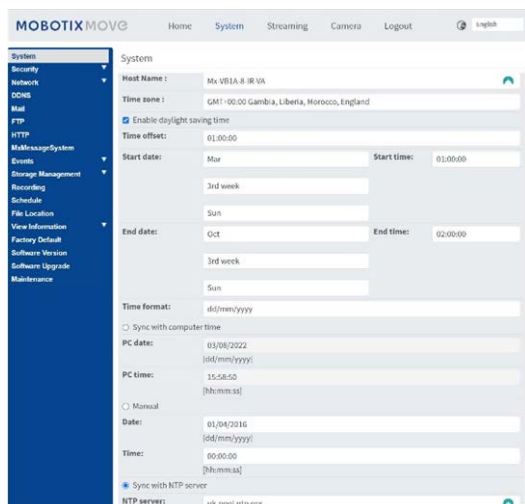 MOBOTIX MOVE Home System Streaming Camera Logout English
System
Security
Network
DDNS
Mail
FTP
HTTP
MxMessageSystem
Events
Storage Management
Recording
Schedule
File Location
View Information
Factory Default
Software Version
Software Upgrade
Maintenance
System
Host Name : Mx-VB1A-8-IR-VA
Time zone : GMT+00:00 Gambia, Liberia, Morocco, England
Enable daylight saving time
Time offset: 01:00:00
Start date: Mar Start time: 01:00:00
3rd week
Sun
End date: Oct End time: 02:00:00
3rd week
Sun
Time format: dd/mm/yyyy
Sync with computer time
PC date: 03/08/2022
[dd/mm/yyyy]
PC time: 15:58:50
[hh:mm:ss]
Manual
Date: 01/04/2016
[dd/mm/yyyy]
Time: 00:00:00
[hh:mm:ss]
Sync with NTP server
NTP server: